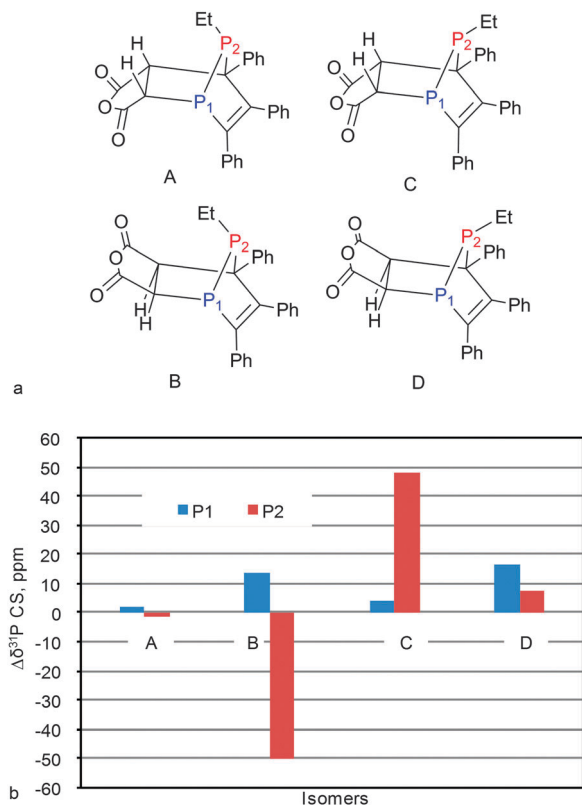 Et
P2
H
H
Ph
O
O
O
P1
Ph
Ph
A
Et
P2
H
H
Ph
O
O
O
P1
Ph
Ph
C
Et
P2
O
O
O
Ph
P1
H
H
Ph
Ph
B
Et
P2
O
O
O
Ph
P1
H
H
Ph
Ph
D
a
60
50
40
30
20
10
0
-10
-20
-30
-40
-50
-60
Δδ³¹P CS, ppm
P1 P2
A B C D
Isomers
b